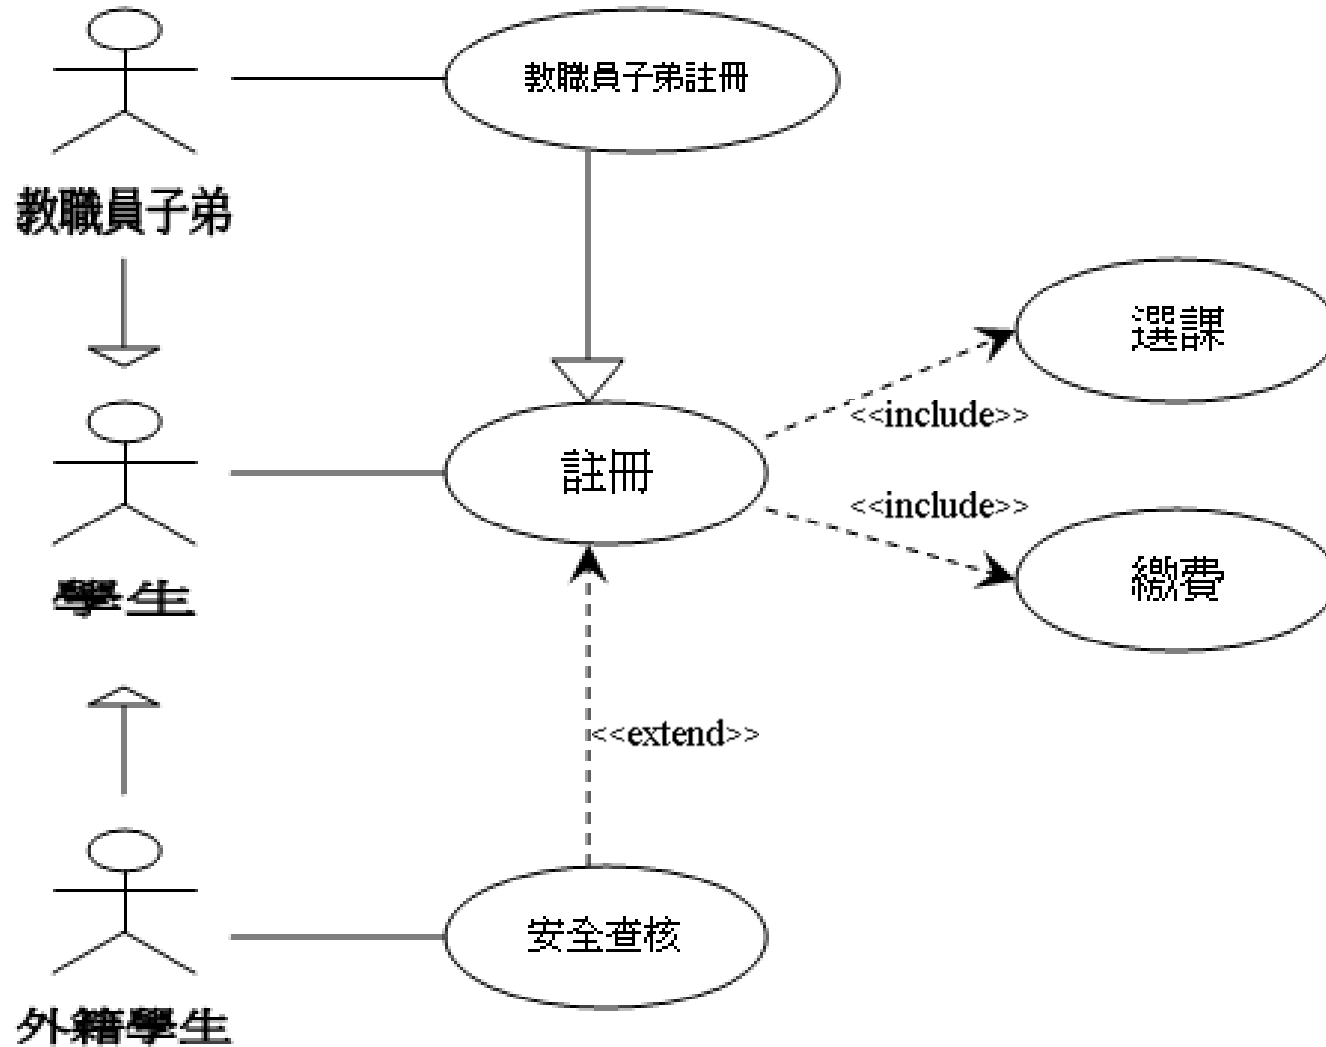 教職員子弟註冊
教職員子弟
選課
<<include>>
註冊
<<include>>
繳費
學生
<<extend>>
安全查核
外籍學生